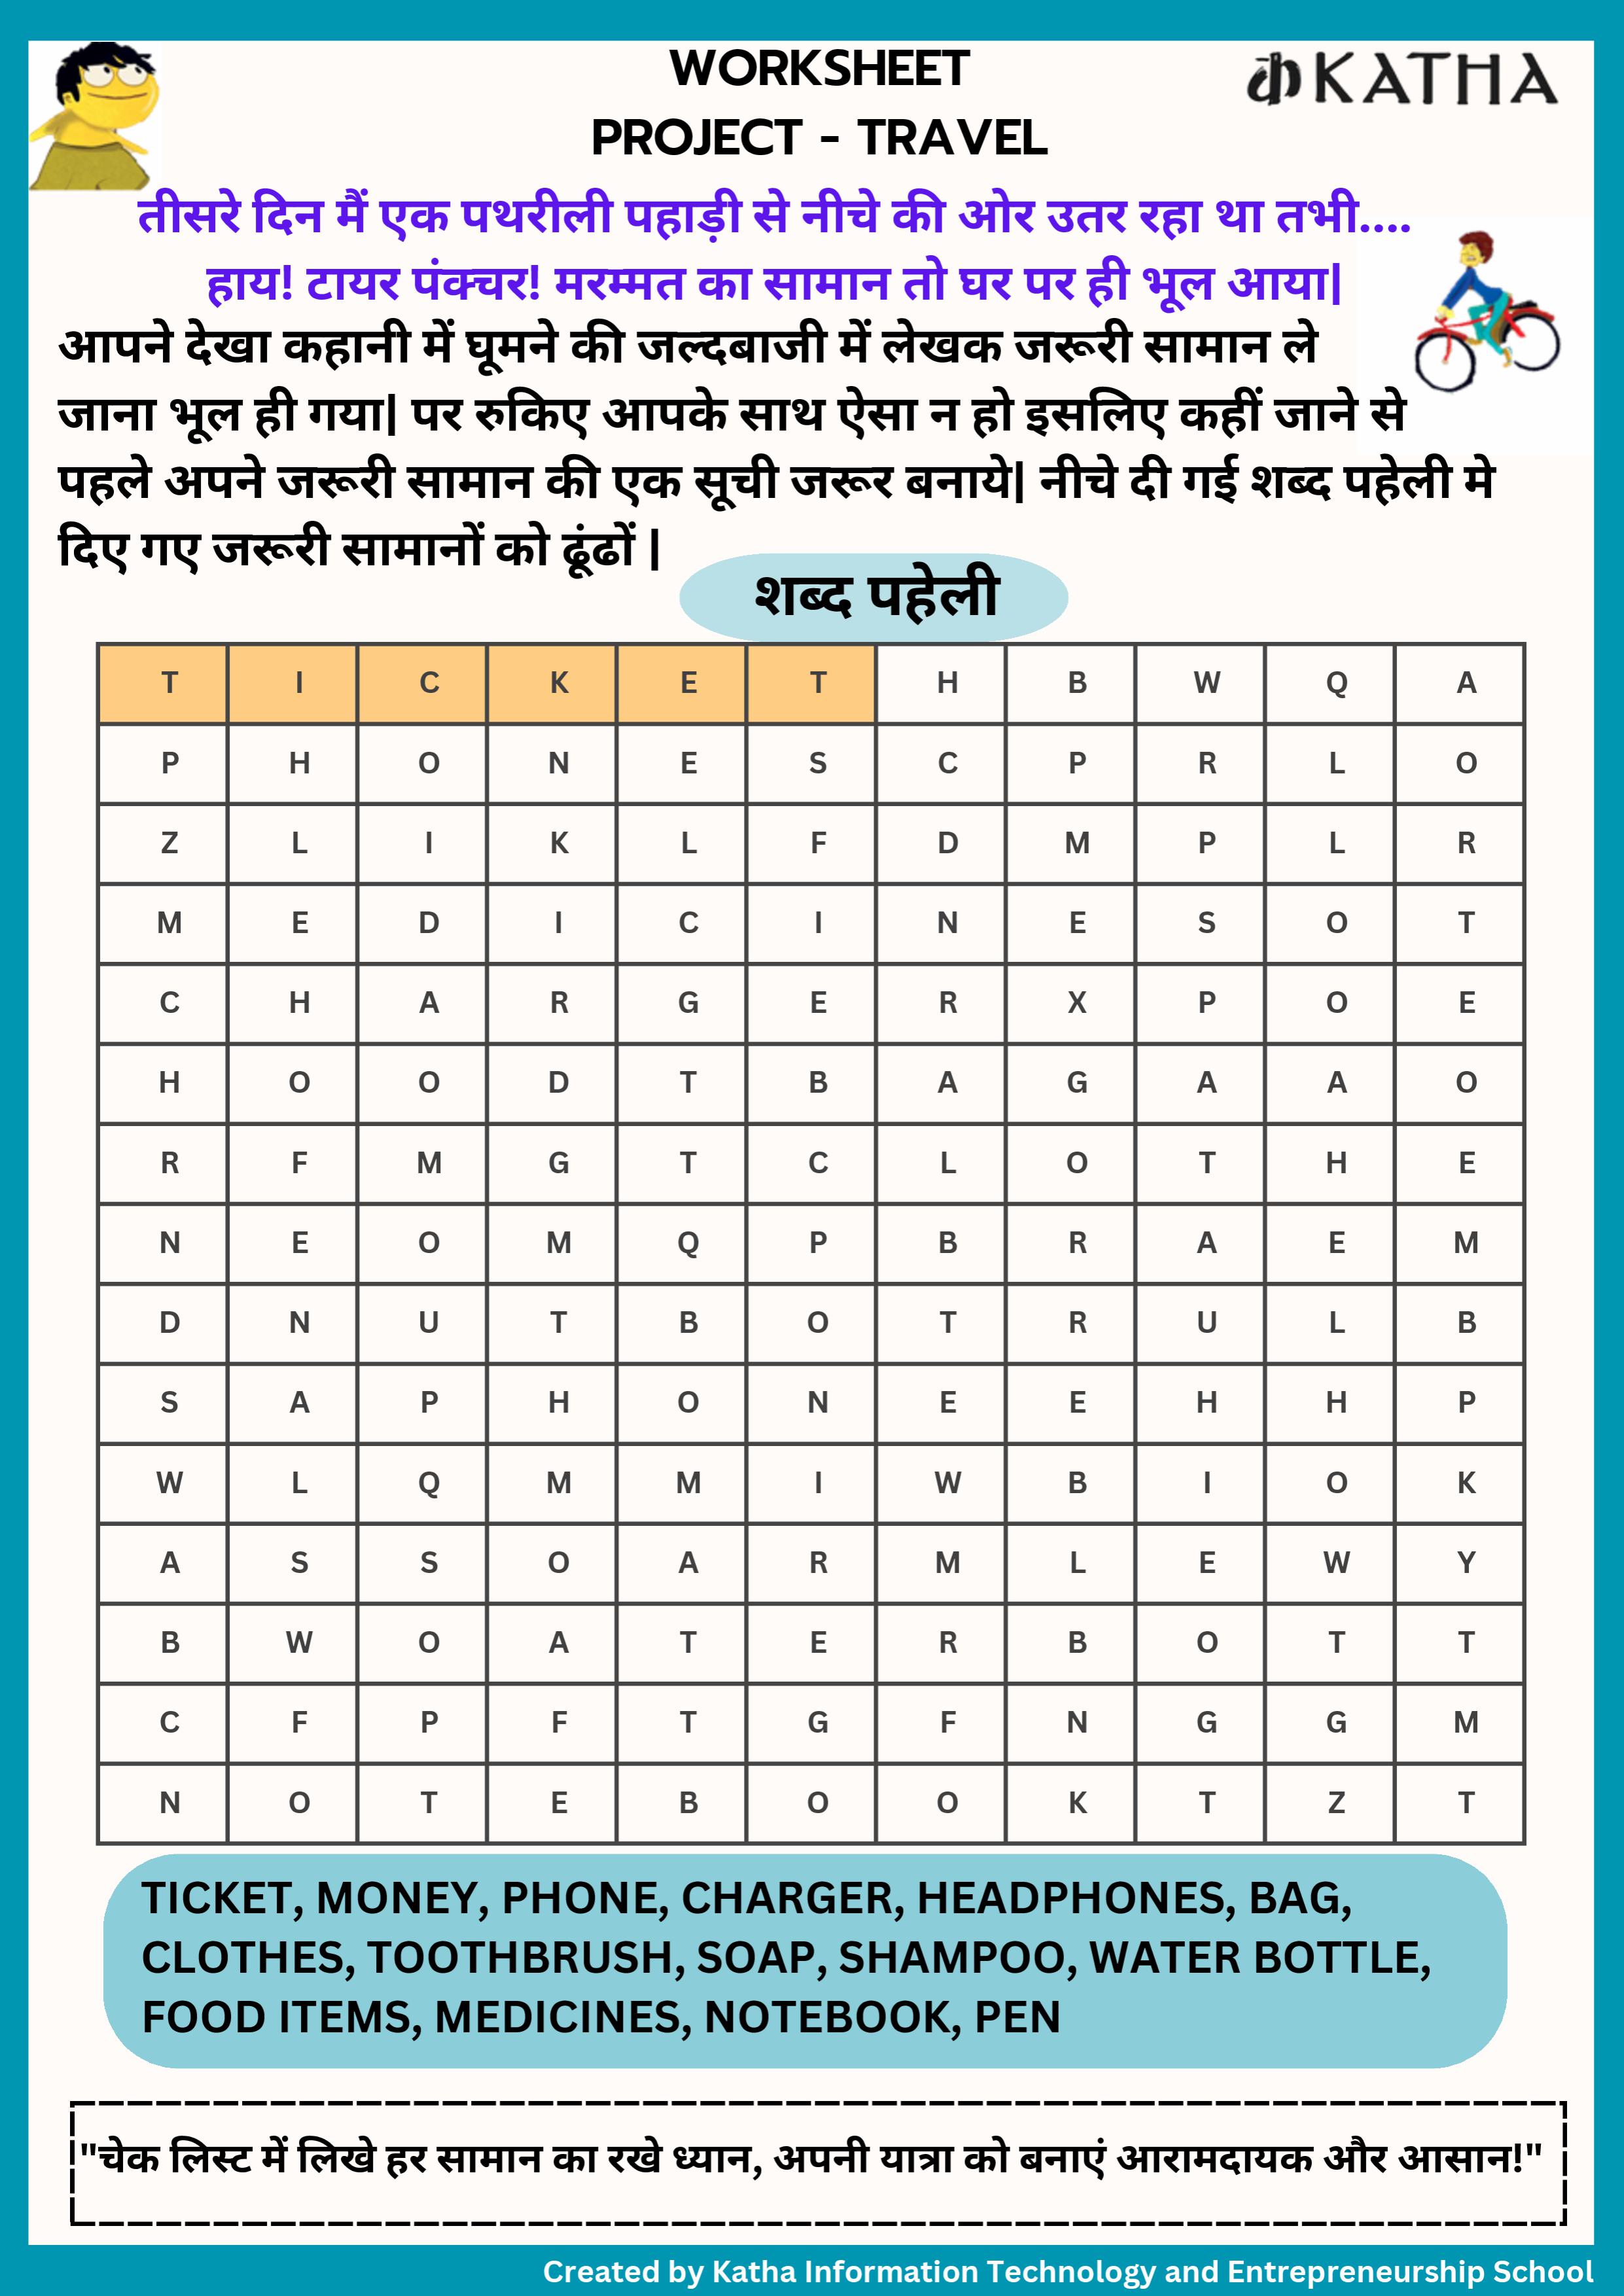 WORKSHEET
PROJECT - TRAVEL
कKATHA
तीसरे दिन मैं एक पथरीली पहाड़ी से नीचे की ओर उतर रहा था तभी....
हाय! टायर पंक्चर! मरम्मत का सामान तो घर पर ही भूल आया|
आपने देखा कहानी में घूमने की जल्दबाजी में लेखक जरूरी सामान ले
जाना भूल ही गया| पर रुकिए आपके साथ ऐसा न हो इसलिए कहीं जाने से
पहले अपने जरूरी सामान की एक सूची जरूर बनाये| नीचे दी गई शब्द पहेली मे
दिए गए जरूरी सामानों को ढूंढों |
शब्द पहेली
T I C K E T H B W Q A
P H O N E S C P R L O
Z L I K L F D M P L R
M E D I C I N E S O T
C H A R G E R X P O E
H O O D T B A G A A O
R F M G T C L O T H E
N E O M Q P B R A E M
D N U T B O T R U L B
S A P H O N E E H H P
W L Q M M I W B I O K
A S S O A R M L E W Y
B W O A T E R B O T T
C F P F T G F N G G M
N O T E B O O K T Z T
TICKET, MONEY, PHONE, CHARGER, HEADPHONES, BAG,
CLOTHES, TOOTHBRUSH, SOAP, SHAMPOO, WATER BOTTLE,
FOOD ITEMS, MEDICINES, NOTEBOOK, PEN
"चेक लिस्ट में लिखे हर सामान का रखे ध्यान, अपनी यात्रा को बनाएं आरामदायक और आसान!"
Created by Katha Information Technology and Entrepreneurship School